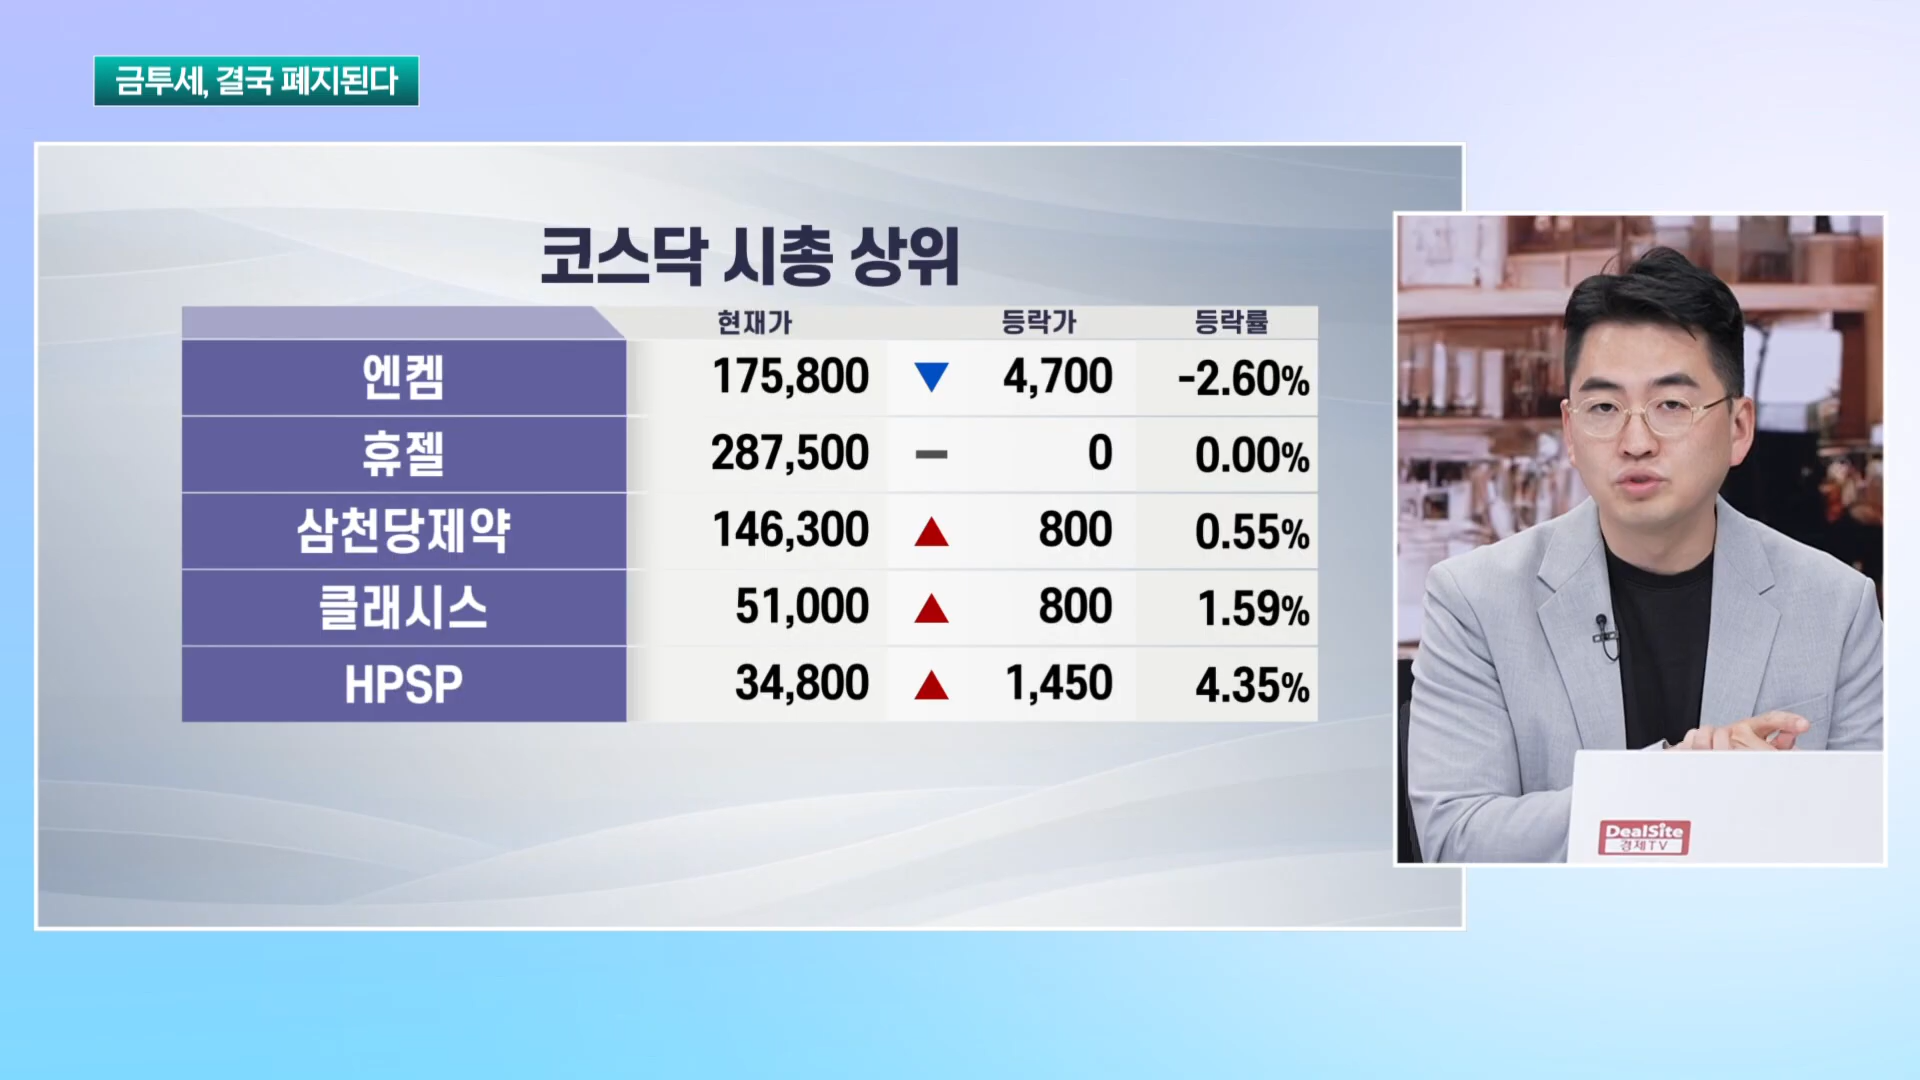 금투세, 결국 폐지된다
코스닥 시총 상위
현재가 등락가 등락률
엔켐 175,800 ▼ 4,700 -2.60%
휴젤 287,500 – 0 0.00%
삼천당제약 146,300 ▲ 800 0.55%
클래시스 51,000 ▲ 800 1.59%
HPSP 34,800 ▲ 1,450 4.35%
DealSite
경제TV